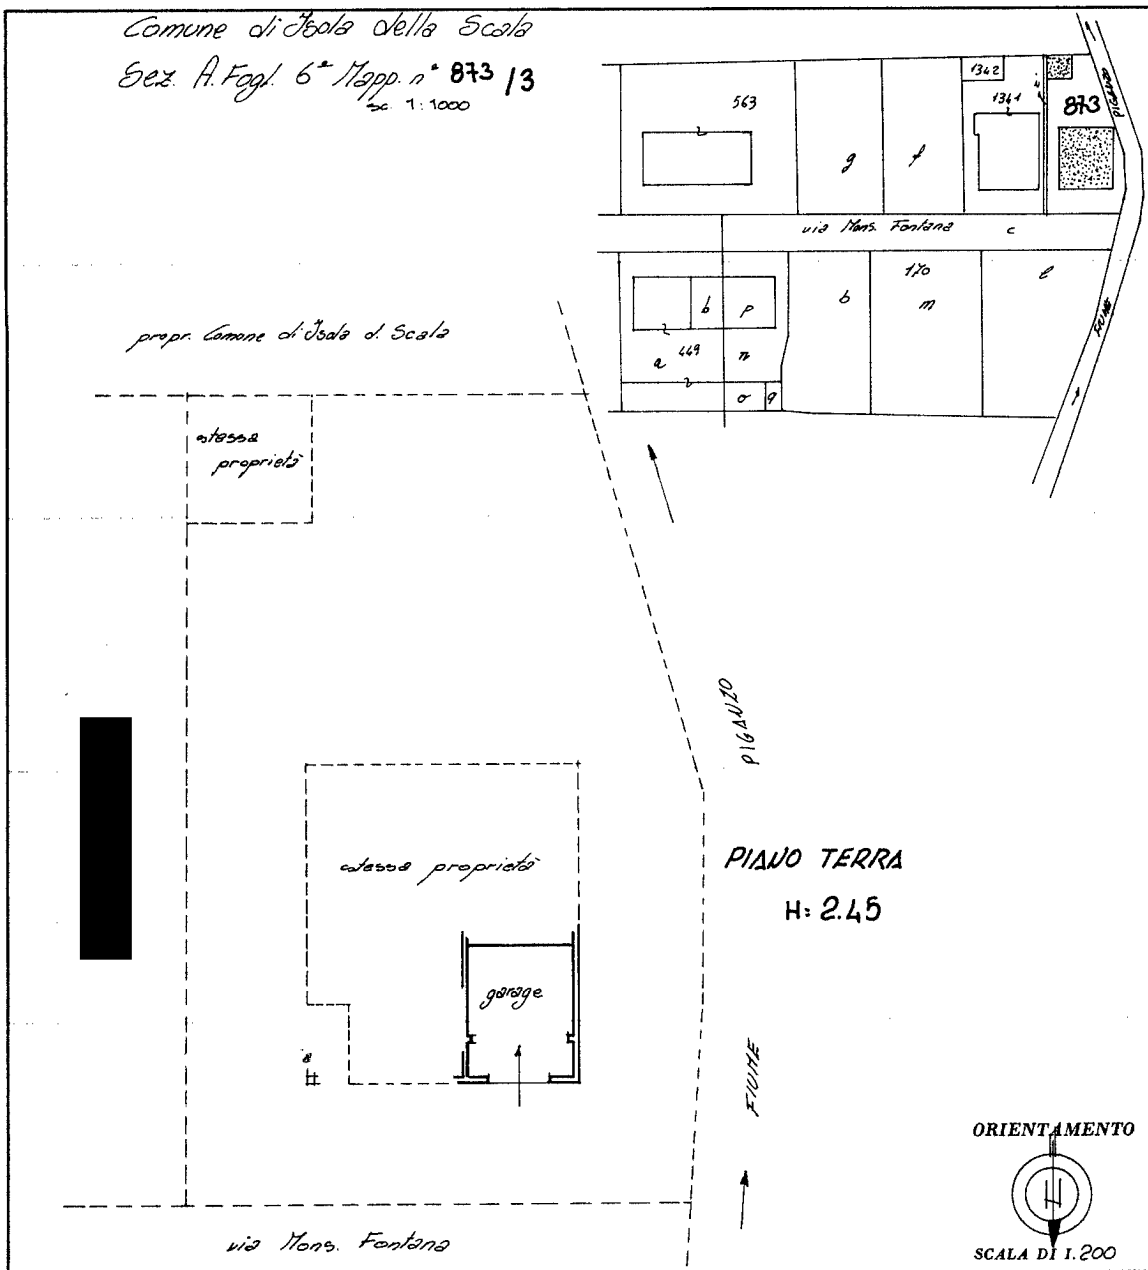 Comune di Isola della Scala
Sez. A. Fogl. 6° Mapp. n° 873 /3
sc. 1:1000
1342
1341
563
873
PIGANZO
g
f
via Mons. Fontana
c
170
b
m
e
FIUME
b
p
a
449
n
o
q
propr. Comune di Isola d. Scala
stessa
proprietà
PIGANZO
stessa proprietà
PIANO TERRA
H: 2.45
garage
FIUME
via Mons. Fontana
ORIENTAMENTO
SCALA DI 1.200